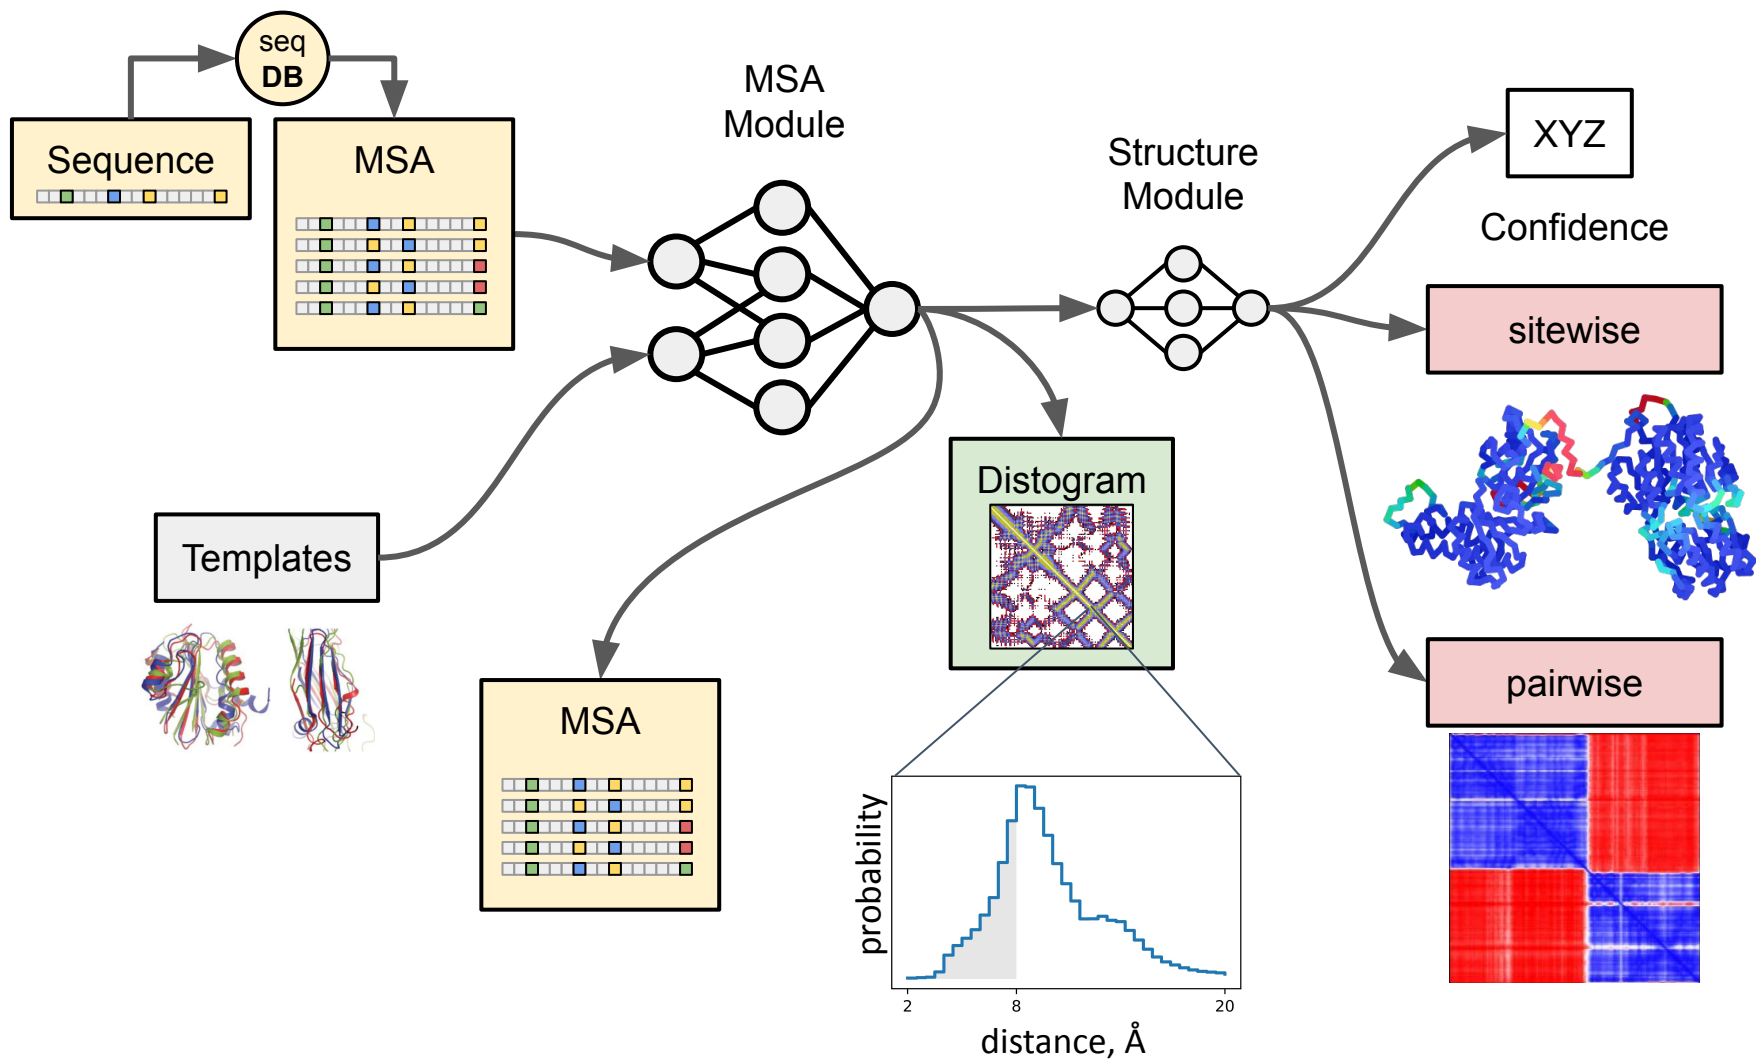 seq
DB
Sequence
MSA
MSA
Module
Structure
Module
XYZ
Confidence
sitewise
Templates
Distogram
MSA
pairwise
probability
2
8
20
distance, Å